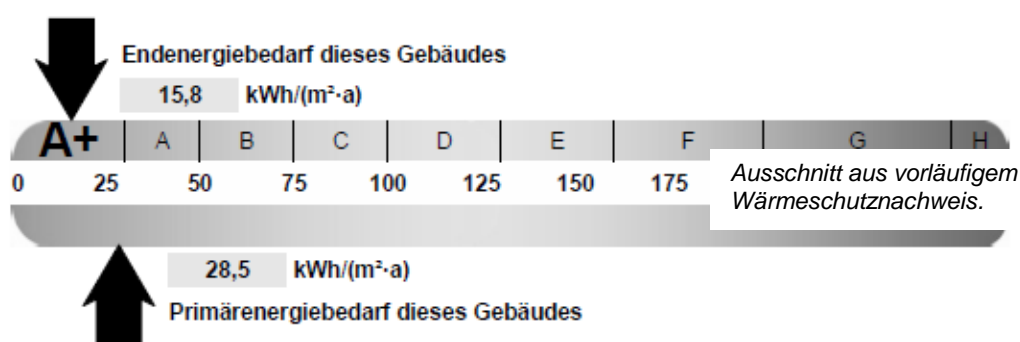 Endenergiebedarf dieses Gebäudes
15,8 kWh/(m²·a)
A+ A B C D E F G H
0 25 50 75 100 125 150 175
Ausschnitt aus vorläufigem
Wärmeschutznachweis.
28,5 kWh/(m²·a)
Primärenergiebedarf dieses Gebäudes